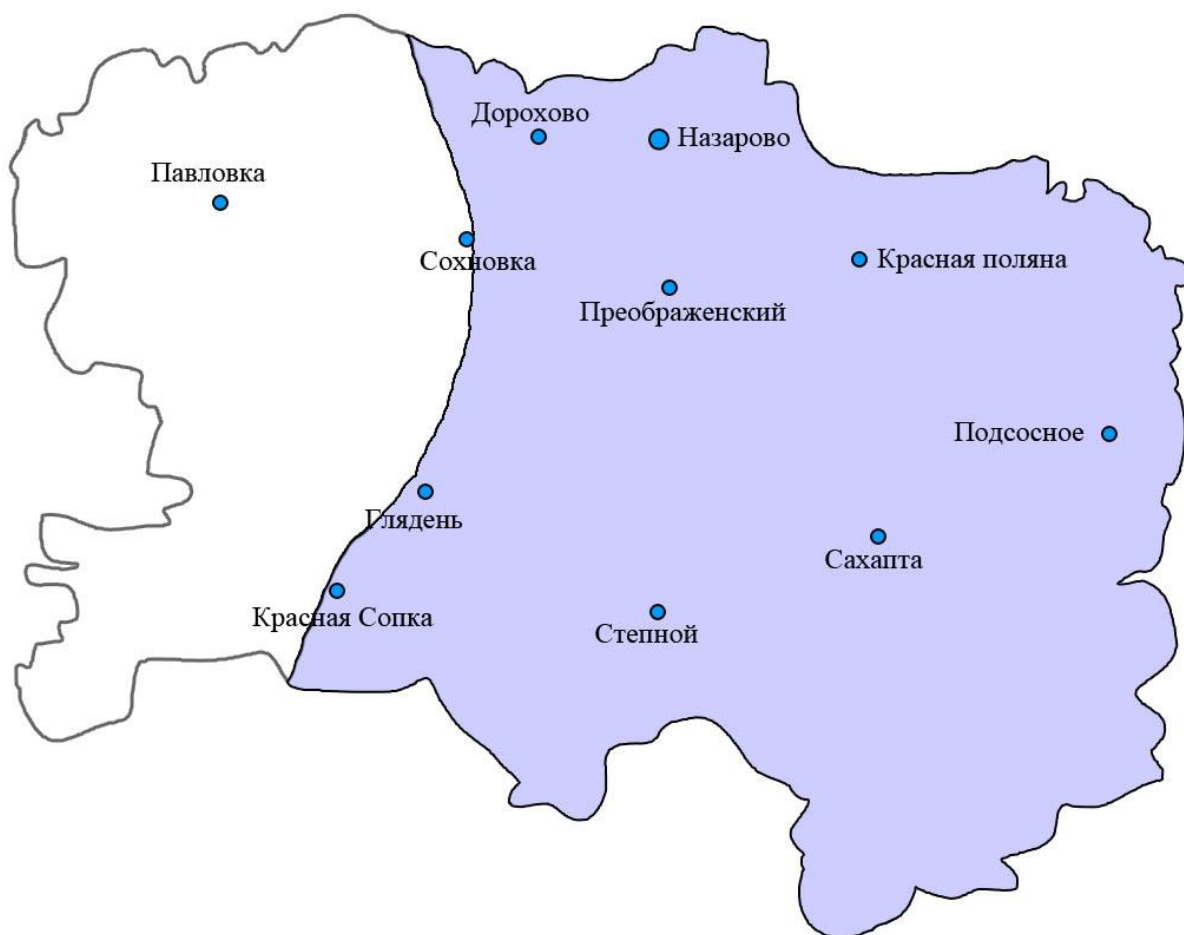 Дорохово
Назарово
Павловка
Сохновка
Красная поляна
Преображенский
Подсосное
Глядень
Сахапта
Красная Сопка
Степной